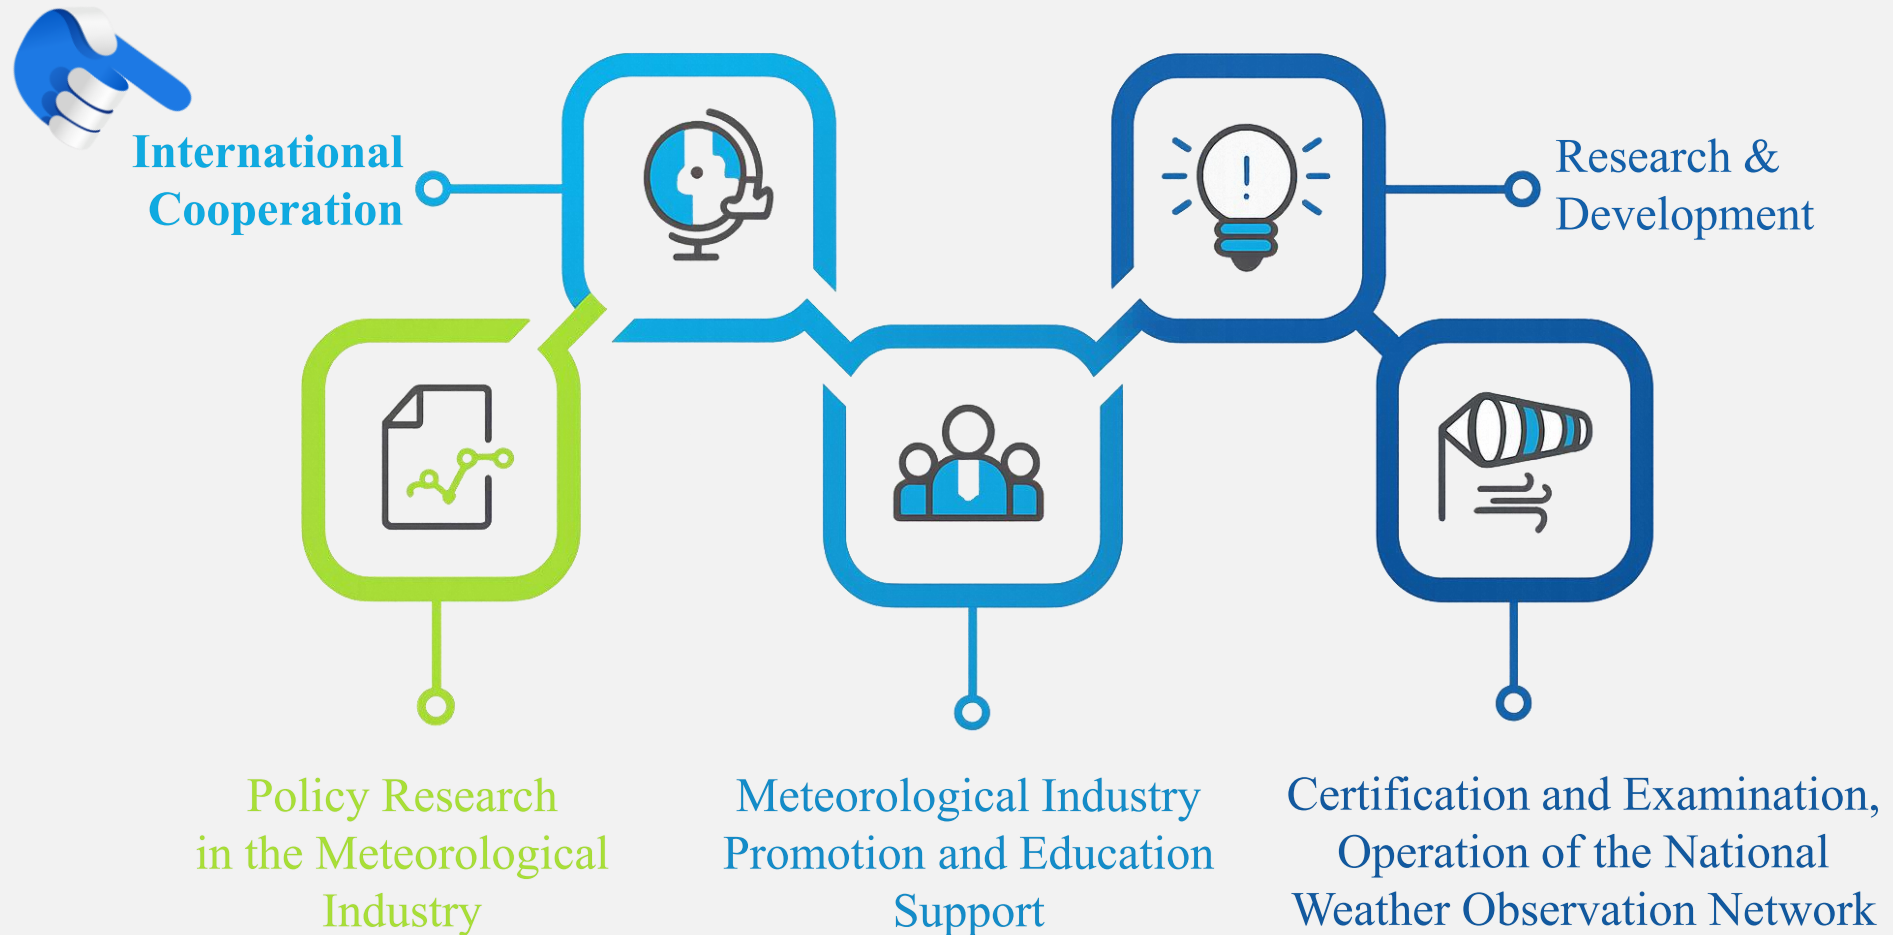 International
Cooperation
Research &
Development
Policy Research
in the Meteorological
Industry
Meteorological Industry
Promotion and Education
Support
Certification and Examination,
Operation of the National
Weather Observation Network